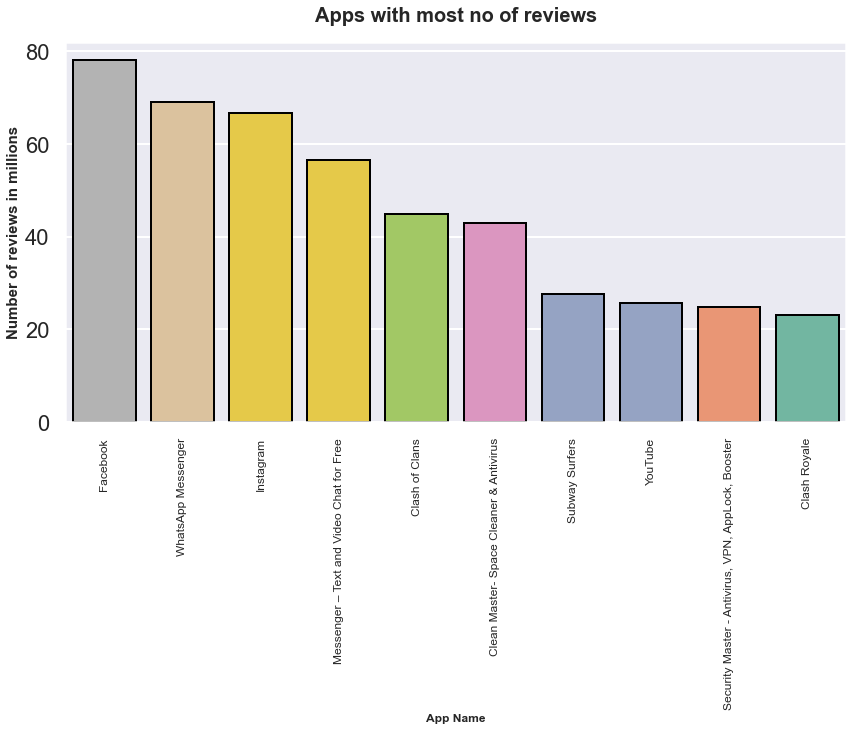 Apps with most no of reviews
Number of reviews in millions
80
60
40
20
0
Facebook
WhatsApp Messenger
Instagram
Messenger – Text and Video Chat for Free
Clash of Clans
Clean Master- Space Cleaner & Antivirus
Subway Surfers
YouTube
Security Master - Antivirus, VPN, AppLock, Booster
Clash Royale
App Name